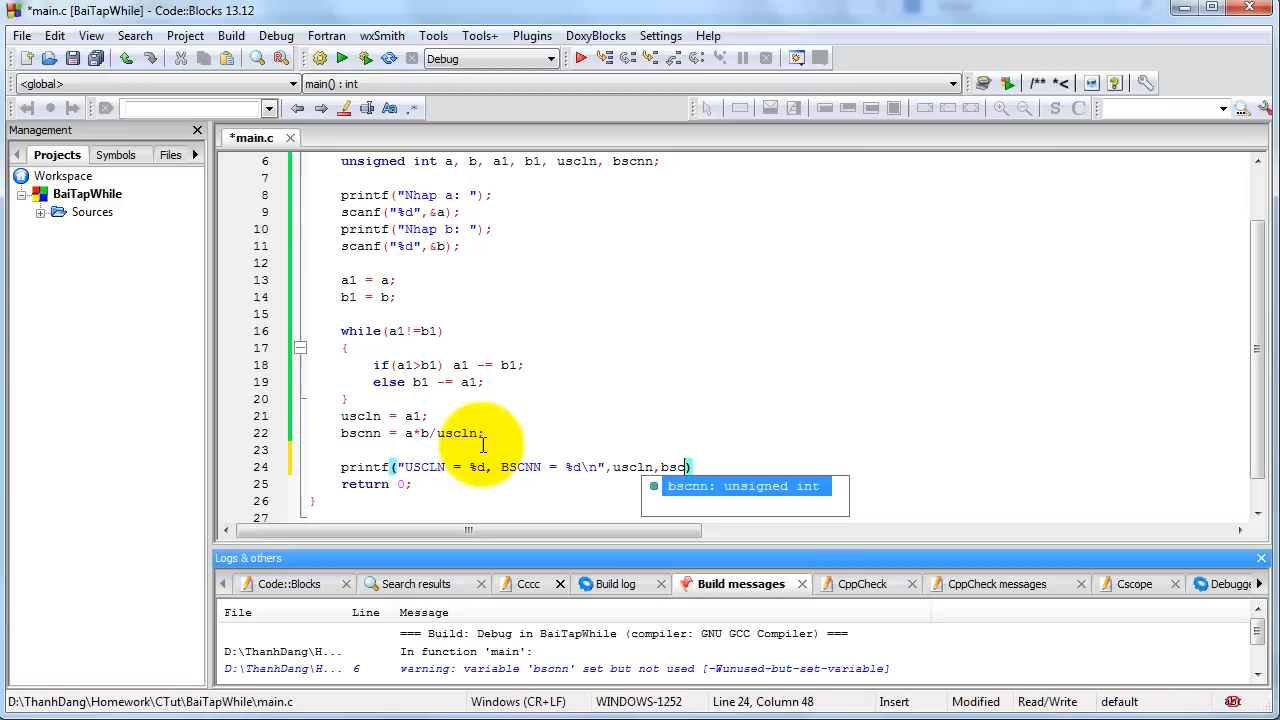 *main.c [BaiTapWhile] - Code::Blocks 13.12
File Edit View Search Project Build Debug Fortran wxSmith Tools Tools+ Plugins DoxyBlocks Settings Help
Debug
<global> main() : int /** *<
Management
*main.c
Projects Symbols Files
Workspace
BaiTapWhile
Sources
6 unsigned int a, b, a1, b1, uscln, bscnn;
7
8 printf("Nhap a: ");
9 scanf("%d",&a);
10 printf("Nhap b: ");
11 scanf("%d",&b);
12
13 a1 = a;
14 b1 = b;
15
16 while(a1!=b1)
17 {
18 if(a1>b1) a1 -= b1;
19 else b1 -= a1;
20 }
21 uscln = a1;
22 bscnn = a*b/uscln;
23
24 printf("USCLN = %d, BSCNN = %d\n",uscln,bsc)
bscnn: unsigned int
25 return 0;
26 }
27
Logs & others
Code::Blocks Search results Cccc Build log Build messages CppCheck CppCheck messages Cscope Debugge
File Line Message
=== Build: Debug in BaiTapWhile (compiler: GNU GCC Compiler) ===
D:\ThanhDang\H... In function 'main':
D:\ThanhDang\H... 6 warning: variable 'bscnn' set but not used [-Wunused-but-set-variable]
D:\ThanhDang\Homework\CTut\BaiTapWhile\main.c Windows (CR+LF) WINDOWS-1252 Line 24, Column 48 Insert Modified Read/Write default